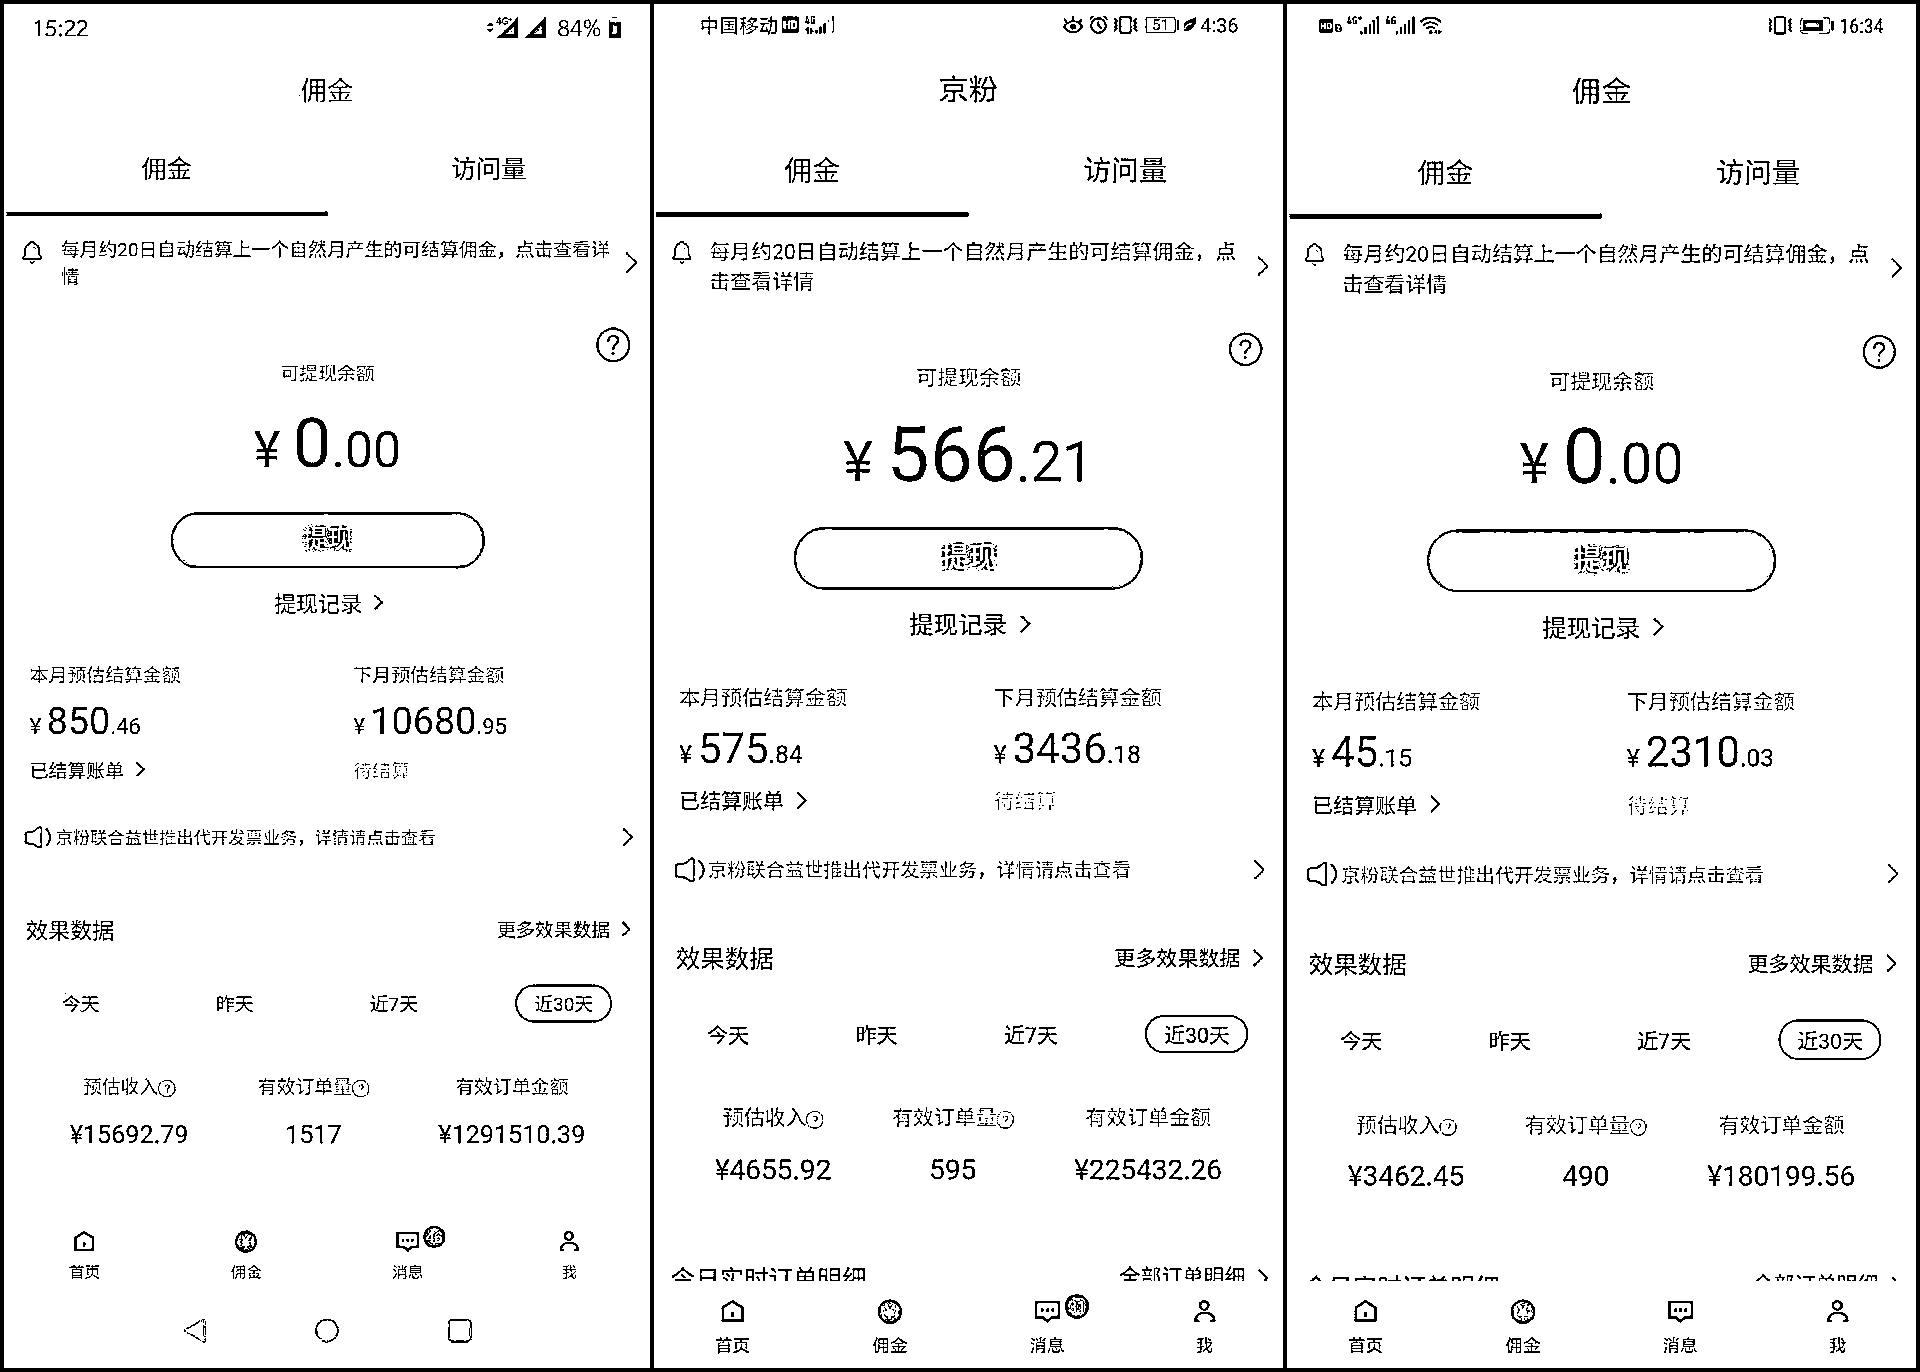 15:22
4G
84%
佣金
佣金
访问量
每月约20日自动结算上一个自然月产生的可结算佣金，点击查看详
情
?
可提现余额
¥ 0.00
提现
提现记录 >
本月预估结算金额
下月预估结算金额
¥ 850.46
¥ 10680.95
已结算账单 >
待结算
京粉联合益世推出代开发票业务，详情请点击查看
效果数据
更多效果数据 >
今天
昨天
近7天
近30天
预估收入?
有效订单量?
有效订单金额
¥15692.79
1517
¥1291510.39
46
首页
佣金
消息
我
中国移动 HD 4G
51
4:36
京粉
佣金
访问量
每月约20日自动结算上一个自然月产生的可结算佣金，点
击查看详情
?
可提现余额
¥ 566.21
提现
提现记录 >
本月预估结算金额
下月预估结算金额
¥ 575.84
¥ 3436.18
已结算账单 >
待结算
京粉联合益世推出代开发票业务，详情请点击查看
效果数据
更多效果数据 >
今天
昨天
近7天
近30天
预估收入?
有效订单量?
有效订单金额
¥4655.92
595
¥225432.26
今日实时订单明细
全部订单明细 >
首页
佣金
消息
我
16:34
佣金
佣金
访问量
每月约20日自动结算上一个自然月产生的可结算佣金，点
击查看详情
?
可提现余额
¥ 0.00
提现
提现记录 >
本月预估结算金额
下月预估结算金额
¥ 45.15
¥ 2310.03
已结算账单 >
待结算
京粉联合益世推出代开发票业务，详情请点击查看
效果数据
更多效果数据 >
今天
昨天
近7天
近30天
预估收入?
有效订单量?
有效订单金额
¥3462.45
490
¥180199.56
首页
佣金
消息
我